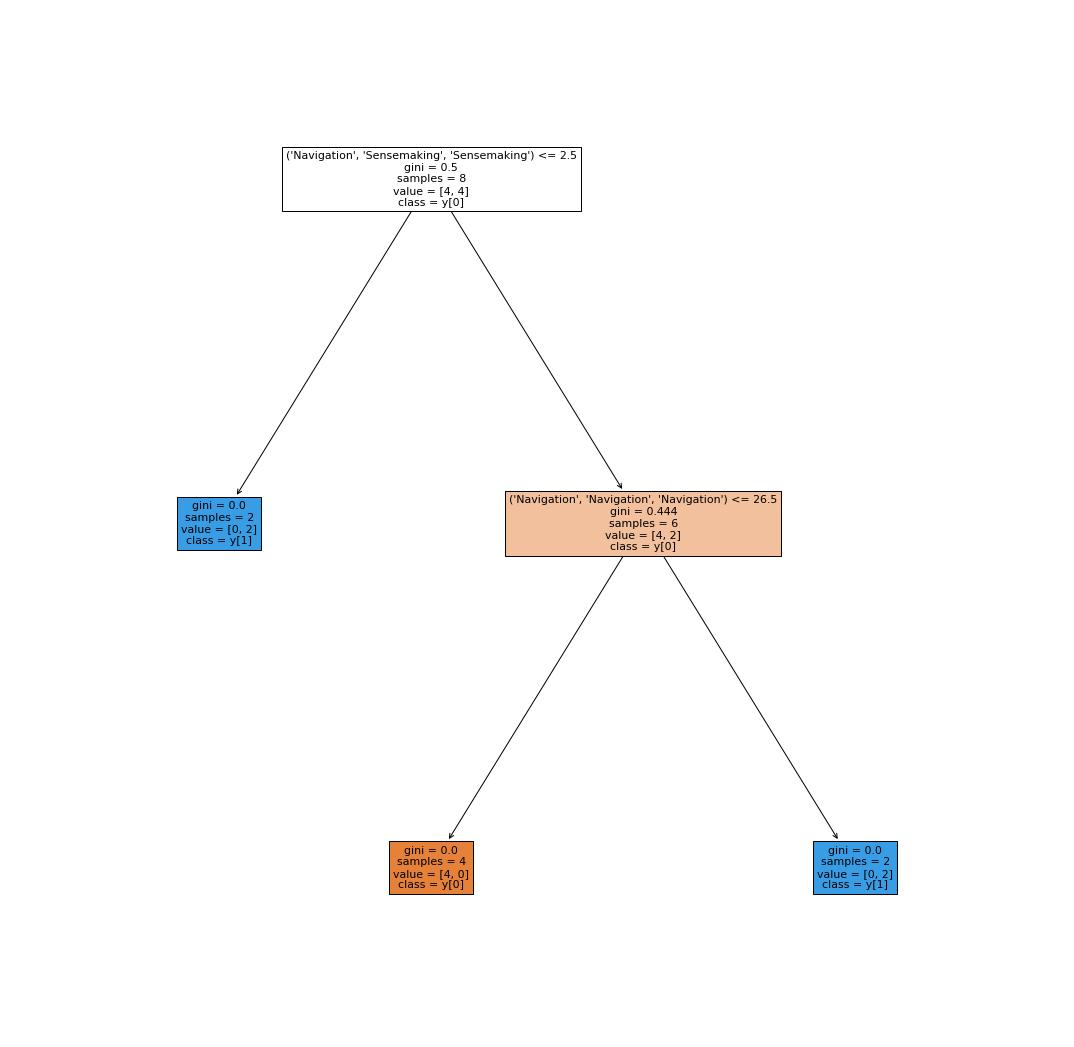 ('Navigation', 'Sensemaking', 'Sensemaking') <= 2.5
gini = 0.5
samples = 8
value = [4, 4]
class = y[0]
gini = 0.0
samples = 2
value = [0, 2]
class = y[1]
('Navigation', 'Navigation', 'Navigation') <= 26.5
gini = 0.444
samples = 6
value = [4, 2]
class = y[0]
gini = 0.0
samples = 4
value = [4, 0]
class = y[0]
gini = 0.0
samples = 2
value = [0, 2]
class = y[1]